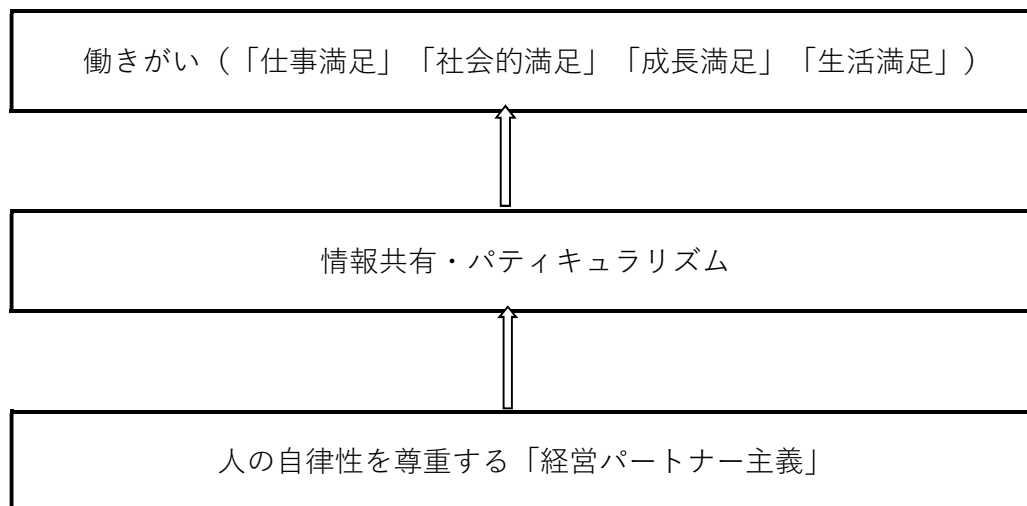 働きがい（「仕事満足」「社会的満足」「成長満足」「生活満足」）
情報共有・パティキュラリズム
人の自律性を尊重する「経営パートナー主義」